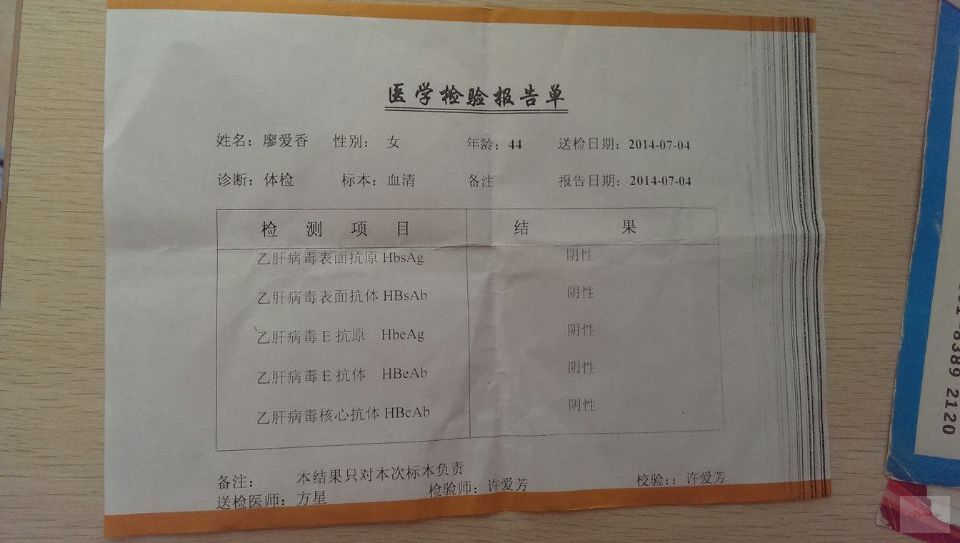 医学检验报告单
姓名：廖爱香 性别： 女 年龄：44 送检日期：2014-07-04
诊断：体检 标本：血清 备注 报告日期：2014-07-04
检 测 项 目 结 果
乙肝病毒表面抗原 HbsAg 阴性
乙肝病毒表面抗体 HBsAb 阴性
乙肝病毒 E 抗原 HbeAg 阴性
乙肝病毒 E 抗体 HBeAb 阴性
乙肝病毒核心抗体 HBcAb 阴性
备注： 本结果只对本次标本负责
送检医师：方星 检验师：许爱芳 校验：：许爱芳
8389 2120